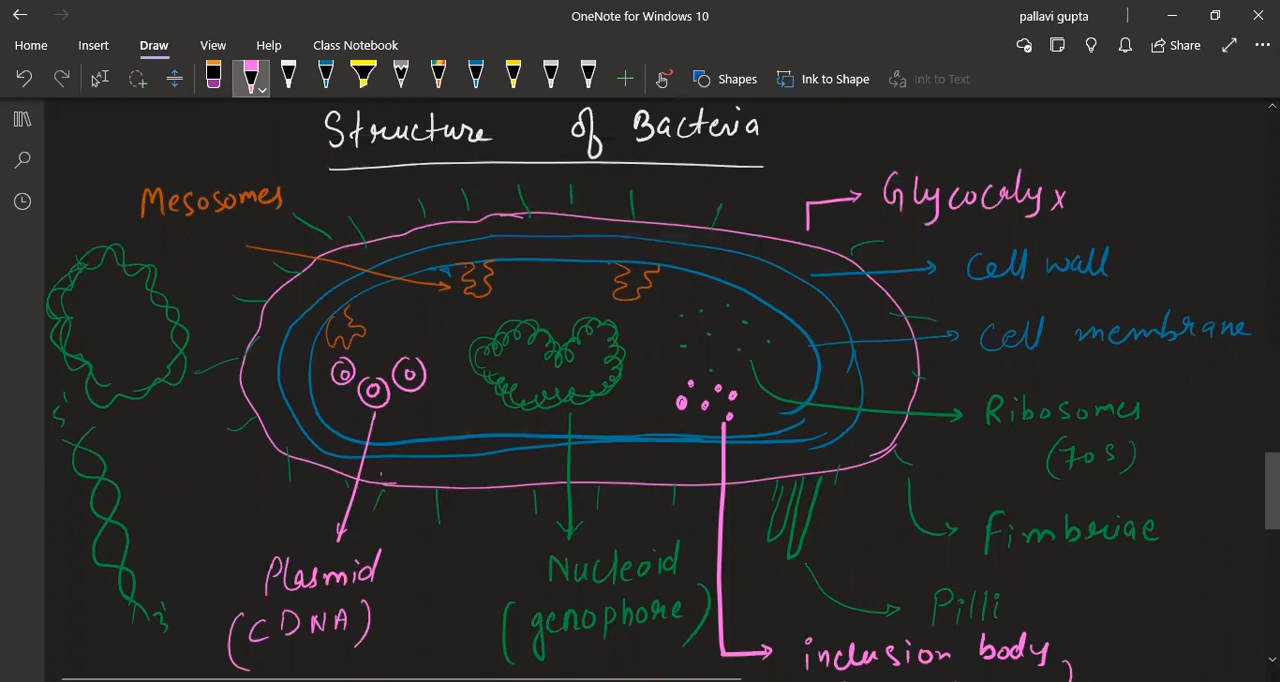 OneNote for Windows 10
pallavi gupta
Home Insert Draw View Help Class Notebook
Share
Shapes Ink to Shape Ink to Text
Structure of Bacteria
Mesosomes
Glycocalyx
Cell wall
Cell membrane
Ribosomes
(70S)
Fimbriae
Pilli
inclusion body
Nucleoid
(genophore)
Plasmid
(CDNA)
5'
3'